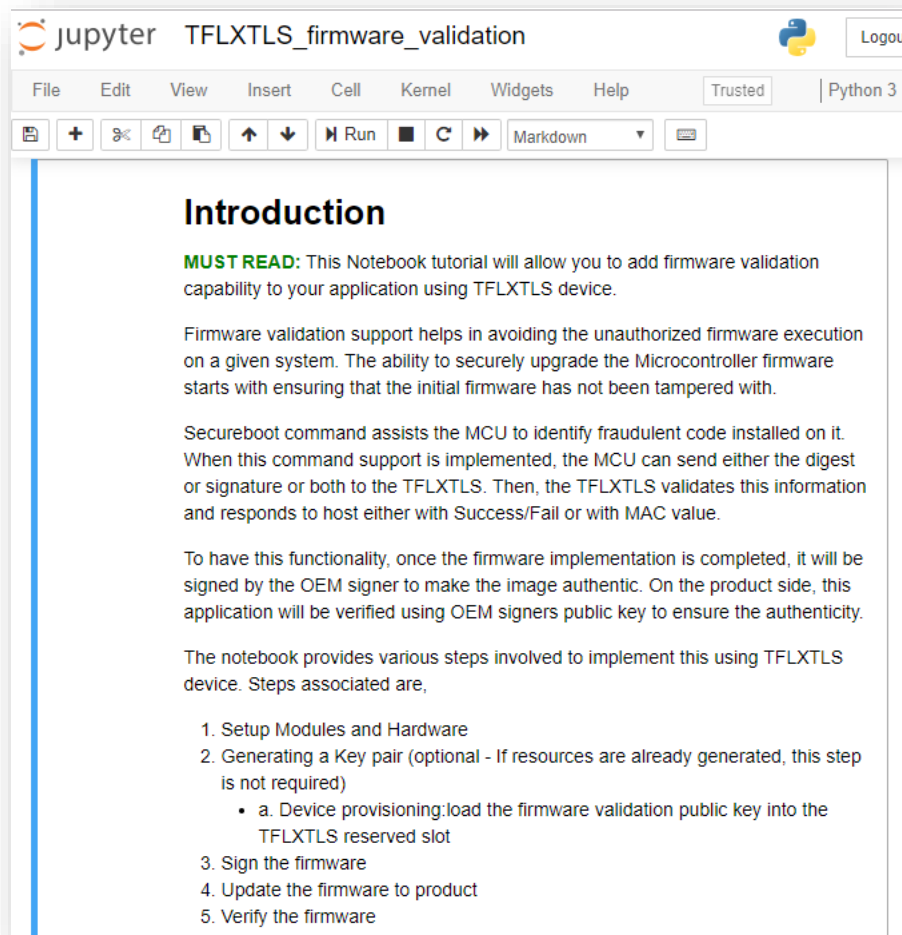 jupyter TFLXTLS_firmware_validation
Logou
File Edit View Insert Cell Kernel Widgets Help Trusted Python 3
Run Markdown
Introduction
MUST READ: This Notebook tutorial will allow you to add firmware validation
capability to your application using TFLXTLS device.
Firmware validation support helps in avoiding the unauthorized firmware execution
on a given system. The ability to securely upgrade the Microcontroller firmware
starts with ensuring that the initial firmware has not been tampered with.
Secureboot command assists the MCU to identify fraudulent code installed on it.
When this command support is implemented, the MCU can send either the digest
or signature or both to the TFLXTLS. Then, the TFLXTLS validates this information
and responds to host either with Success/Fail or with MAC value.
To have this functionality, once the firmware implementation is completed, it will be
signed by the OEM signer to make the image authentic. On the product side, this
application will be verified using OEM signers public key to ensure the authenticity.
The notebook provides various steps involved to implement this using TFLXTLS
device. Steps associated are,
1. Setup Modules and Hardware
2. Generating a Key pair (optional - If resources are already generated, this step
is not required)
• a. Device provisioning:load the firmware validation public key into the
TFLXTLS reserved slot
3. Sign the firmware
4. Update the firmware to product
5. Verify the firmware